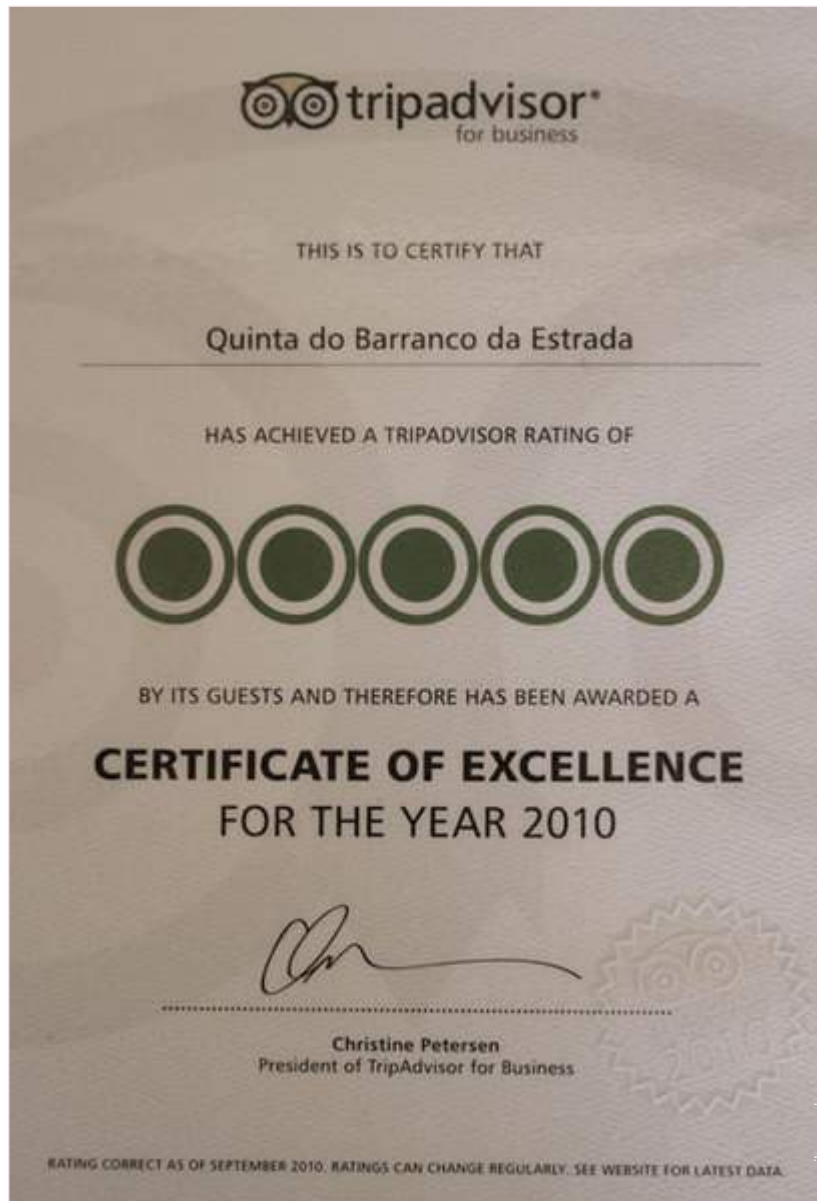 tripadvisor®
for business
THIS IS TO CERTIFY THAT
Quinta do Barranco da Estrada
HAS ACHIEVED A TRIPADVISOR RATING OF
BY ITS GUESTS AND THEREFORE HAS BEEN AWARDED A
CERTIFICATE OF EXCELLENCE
FOR THE YEAR 2010
Christine Petersen
President of TripAdvisor for Business
2010
RATING CORRECT AS OF SEPTEMBER 2010. RATINGS CAN CHANGE REGULARLY. SEE WEBSITE FOR LATEST DATA.